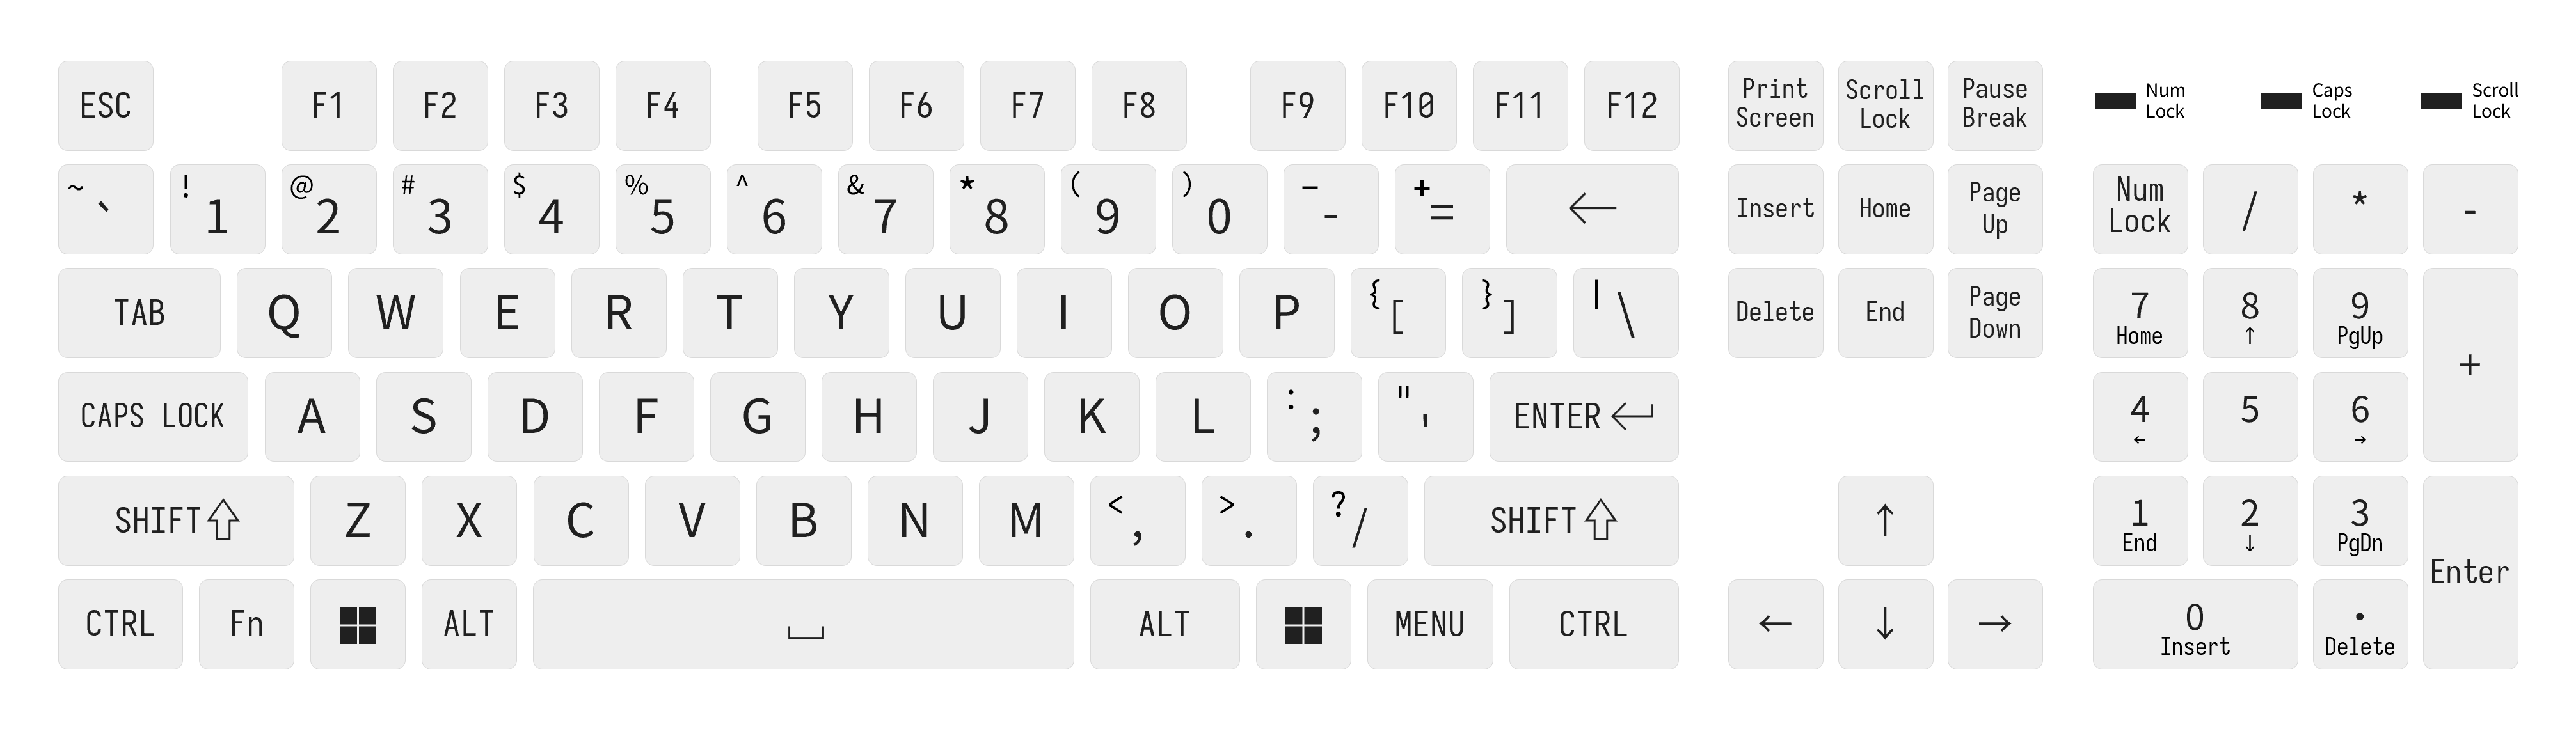 ESC F1 F2 F3 F4 F5 F6 F7 F8 F9 F10 F11 F12 Print Scroll Pause Num Caps Scroll
Screen Lock Break Lock Lock Lock
~ ! @ # $ % ^ & * ( ) − +
` 1 2 3 4 5 6 7 8 9 0 - = ← Insert Home Page Num / * -
Up Lock
TAB Q W E R T Y U I O P { [ } ] | \ Delete End Page 7 8 9 +
Down Home ↑ PgUp
CAPS LOCK A S D F G H J K L : ; " ' ENTER 4 5 6
← →
SHIFT Z X C V B N M < , > . ? / SHIFT ↑ 1 2 3 Enter
End ↓ PgDn
CTRL Fn ALT ALT MENU CTRL ← ↓ → 0 .
Insert Delete